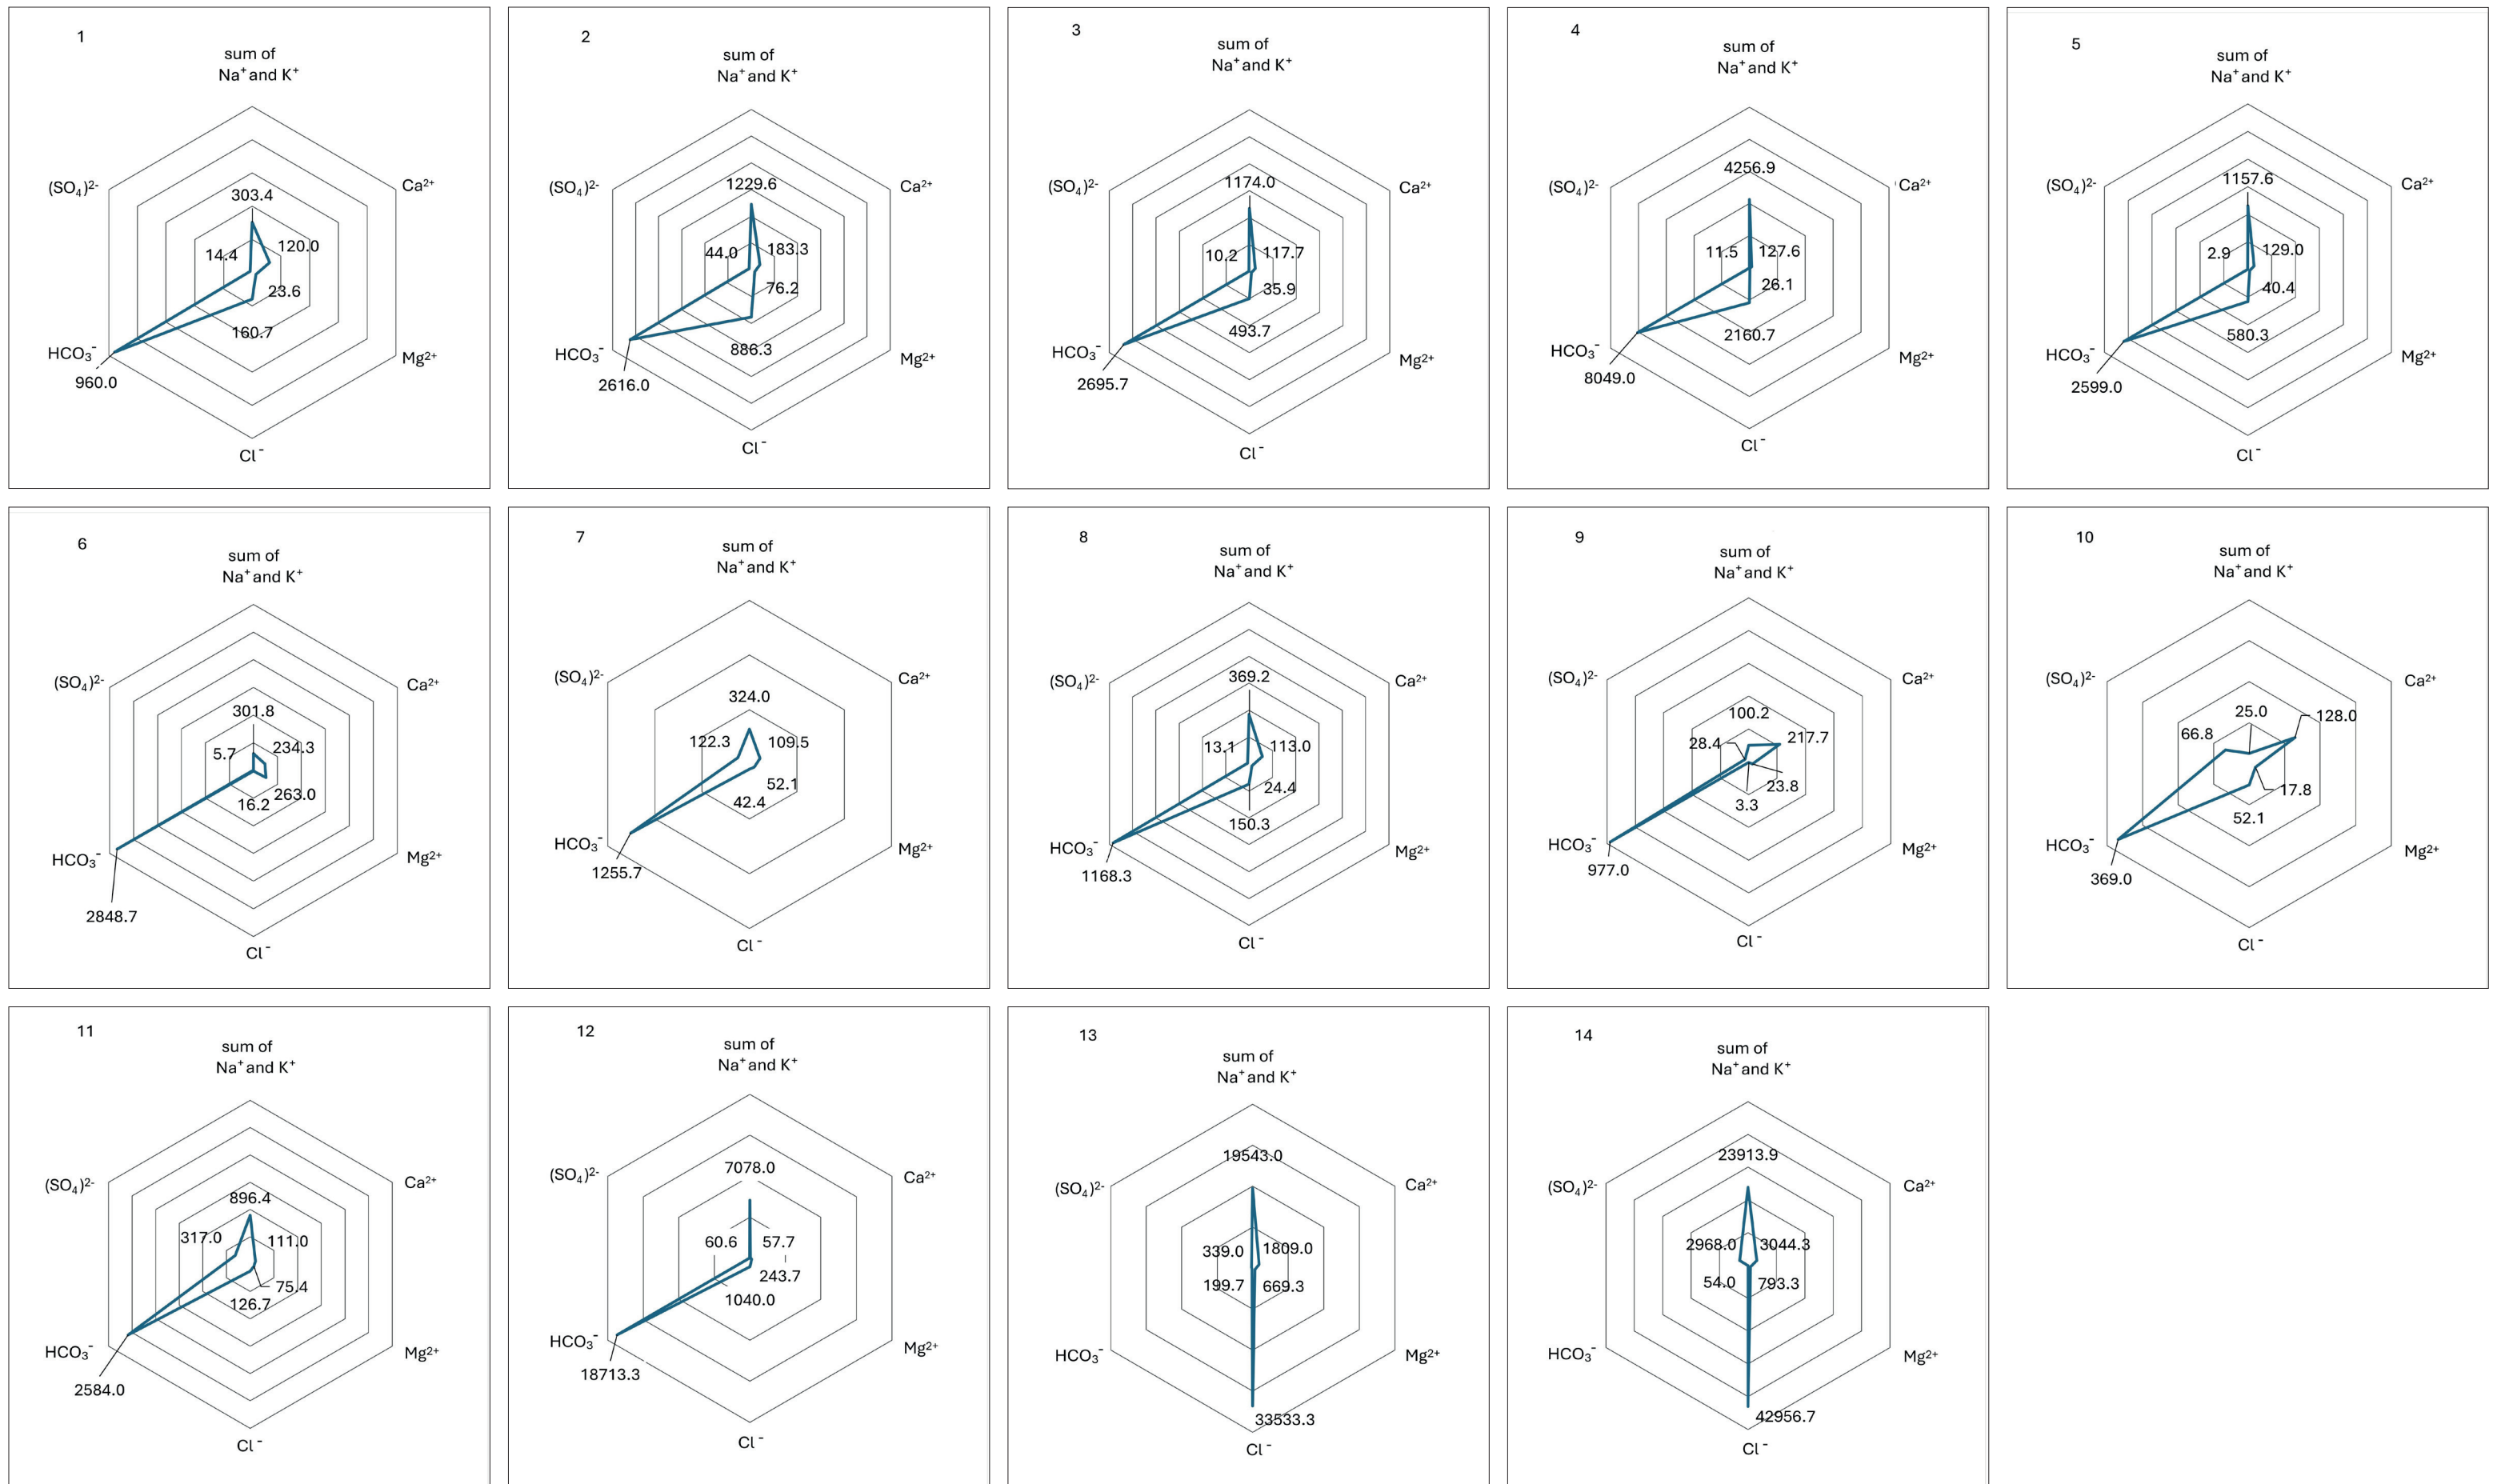 1
sum of
Na⁺and K⁺
(SO₄)²⁻
Ca²⁺
303.4
14.4
120.0
23.6
160.7
HCO₃⁻
Mg²⁺
960.0
Cl⁻
2
sum of
Na⁺and K⁺
(SO₄)²⁻
Ca²⁺
1229.6
44.0
183.3
76.2
886.3
HCO₃⁻
Mg²⁺
2616.0
Cl⁻
3
sum of
Na⁺and K⁺
(SO₄)²⁻
Ca²⁺
1174.0
10.2
117.7
35.9
493.7
HCO₃⁻
Mg²⁺
2695.7
Cl⁻
4
sum of
Na⁺and K⁺
4256.9
(SO₄)²⁻
Ca²⁺
11.5
127.6
26.1
2160.7
HCO₃⁻
Mg²⁺
8049.0
Cl⁻
5
sum of
Na⁺and K⁺
1157.6
(SO₄)²⁻
Ca²⁺
2.9
129.0
40.4
580.3
HCO₃⁻
Mg²⁺
2599.0
Cl⁻
6
sum of
Na⁺and K⁺
(SO₄)²⁻
Ca²⁺
301.8
5.7
234.3
263.0
16.2
HCO₃⁻
Mg²⁺
2848.7
Cl⁻
7
sum of
Na⁺and K⁺
(SO₄)²⁻
Ca²⁺
324.0
122.3
109.5
52.1
42.4
HCO₃⁻
Mg²⁺
1255.7
Cl⁻
8
sum of
Na⁺and K⁺
369.2
(SO₄)²⁻
Ca²⁺
13.1
113.0
24.4
150.3
HCO₃⁻
Mg²⁺
1168.3
Cl⁻
9
sum of
Na⁺and K⁺
(SO₄)²⁻
Ca²⁺
100.2
28.4
217.7
23.8
3.3
HCO₃⁻
Mg²⁺
977.0
Cl⁻
10
sum of
Na⁺and K⁺
(SO₄)²⁻
Ca²⁺
25.0
128.0
66.8
17.8
52.1
HCO₃⁻
Mg²⁺
369.0
Cl⁻
11
sum of
Na⁺and K⁺
(SO₄)²⁻
Ca²⁺
896.4
317.0
111.0
75.4
126.7
HCO₃⁻
Mg²⁺
2584.0
Cl⁻
12
sum of
Na⁺and K⁺
7078.0
(SO₄)²⁻
Ca²⁺
60.6
57.7
243.7
1040.0
HCO₃⁻
Mg²⁺
18713.3
Cl⁻
13
sum of
Na⁺and K⁺
19543.0
(SO₄)²⁻
Ca²⁺
339.0
1809.0
199.7
669.3
HCO₃⁻
Mg²⁺
33533.3
Cl⁻
14
sum of
Na⁺and K⁺
23913.9
(SO₄)²⁻
Ca²⁺
2968.0
3044.3
54.0
793.3
HCO₃⁻
Mg²⁺
42956.7
Cl⁻